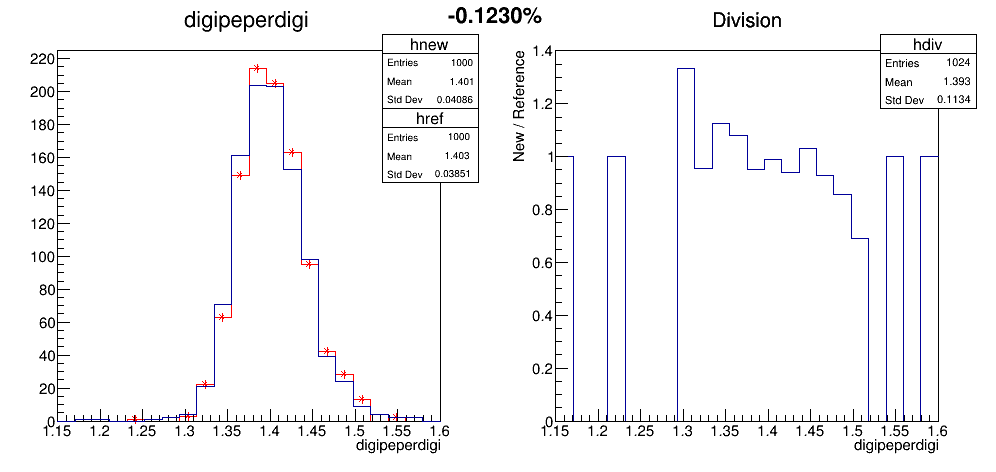 -0.1230%
digipeperdigi
hnew
Entries 1000
Mean 1.401
Std Dev 0.04086
href
Entries 1000
Mean 1.403
Std Dev 0.03851
220
200
180
160
140
120
100
80
60
40
20
0
1.15 1.2 1.25 1.3 1.35 1.4 1.45 1.5 1.55 1.6
digipeperdigi
Division
hdiv
Entries 1024
Mean 1.393
Std Dev 0.1134
New / Reference
1.4
1.2
1
0.8
0.6
0.4
0.2
0
1.15 1.2 1.25 1.3 1.35 1.4 1.45 1.5 1.55 1.6
digipeperdigi